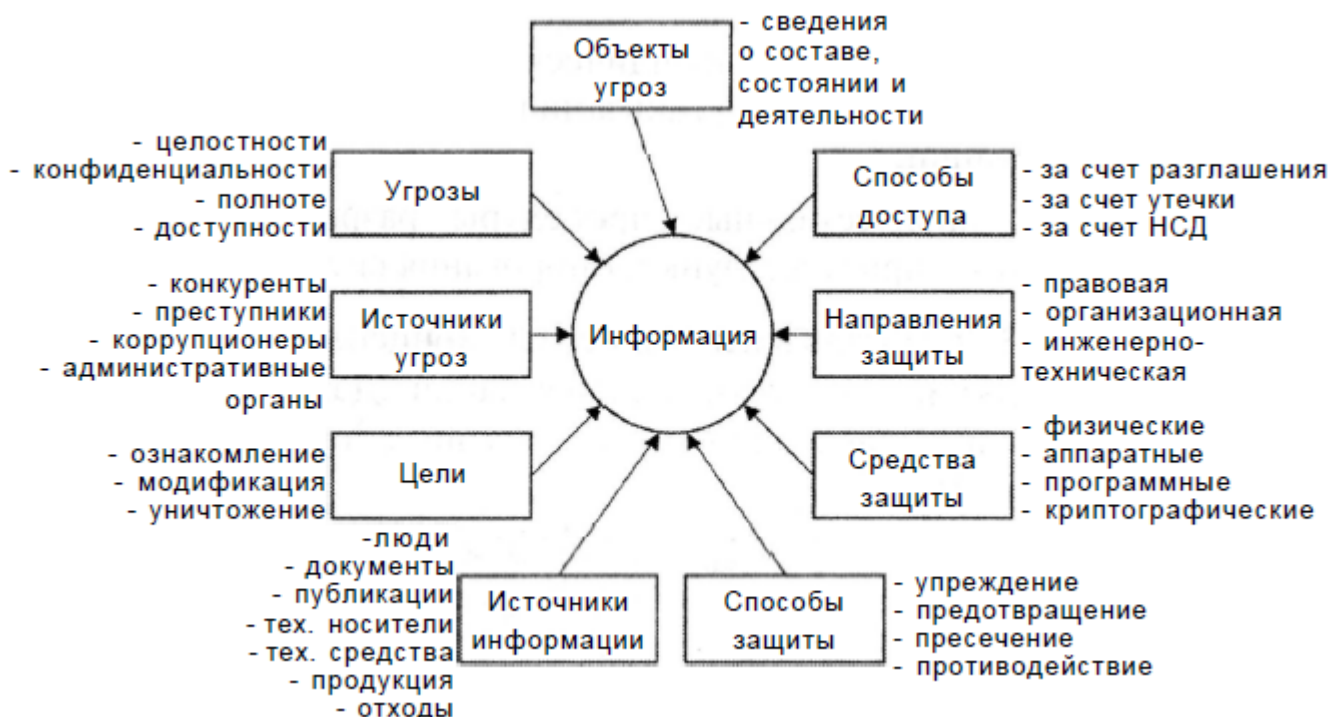 Объекты
угроз
- сведения
о составе,
состоянии и
деятельности
- целостности
- конфиденциальности
- полноте
- доступности
Угрозы
Способы
доступа
- за счет разглашения
- за счет утечки
- за счет НСД
- конкуренты
- преступники
- коррупционеры
- административные
органы
Источники
угроз
Информация
Направления
защиты
- правовая
- организационная
- инженерно-
техническая
- ознакомление
- модификация
- уничтожение
Цели
Средства
защиты
- физические
- аппаратные
- программные
- криптографические
-люди
- документы
- публикации
- тех. носители
- тех. средства
- продукция
- отходы
Источники
информации
Способы
защиты
- упреждение
- предотвращение
- пресечение
- противодействие